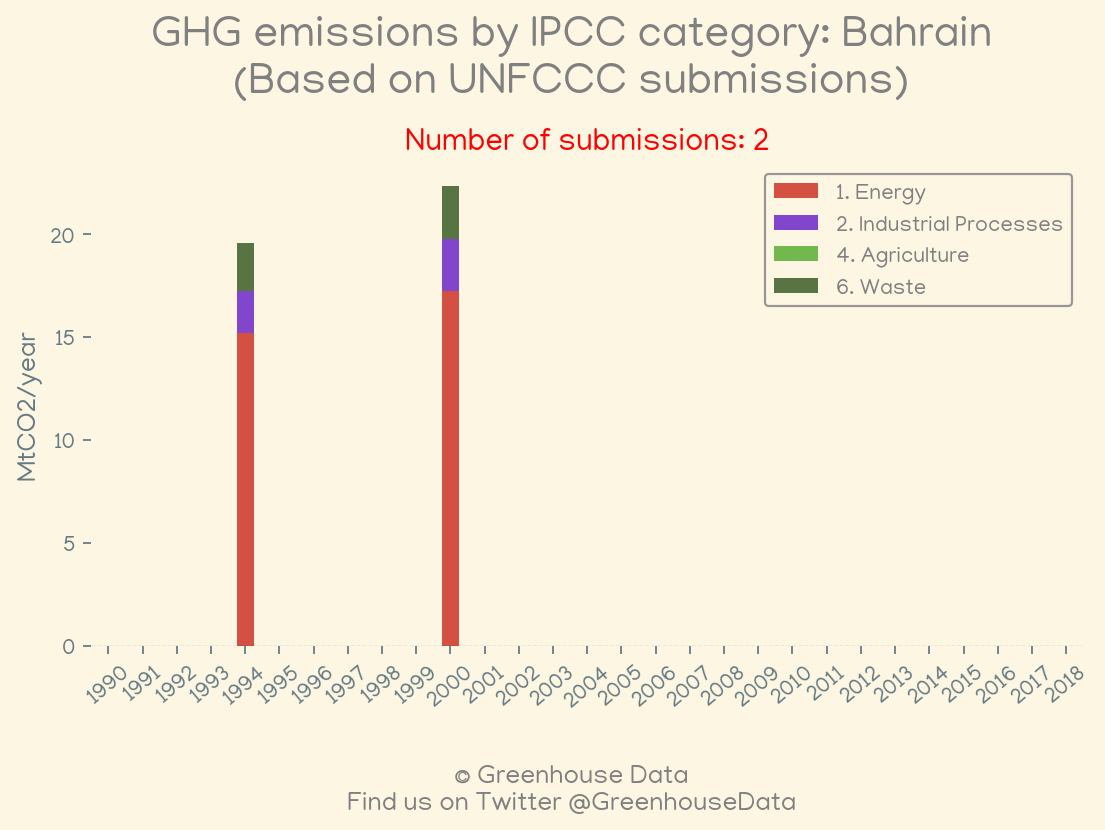 GHG emissions by IPCC category: Bahrain
(Based on UNFCCC submissions)
Number of submissions: 2
1. Energy
2. Industrial Processes
4. Agriculture
6. Waste
MtCO2/year
20
15
10
5
0
1990 1991 1992 1993 1994 1995 1996 1997 1998 1999 2000 2001 2002 2003 2004 2005 2006 2007 2008 2009 2010 2011 2012 2013 2014 2015 2016 2017 2018
© Greenhouse Data
Find us on Twitter @GreenhouseData